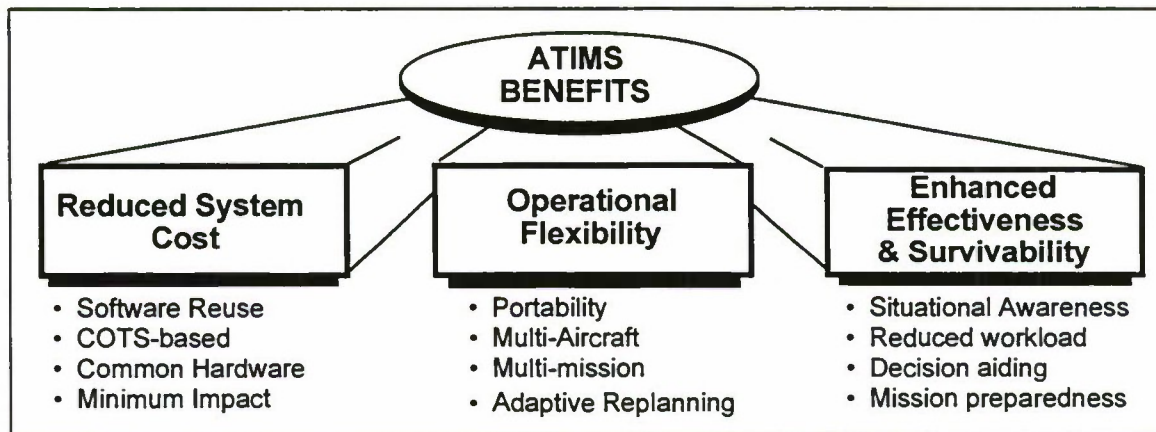 ATIMS
BENEFITS
Reduced System
Cost
• Software Reuse
• COTS-based
• Common Hardware
• Minimum Impact
Operational
Flexibility
• Portability
• Multi-Aircraft
• Multi-mission
• Adaptive Replanning
Enhanced
Effectiveness
& Survivability
• Situational Awareness
• Reduced workload
• Decision aiding
• Mission preparedness